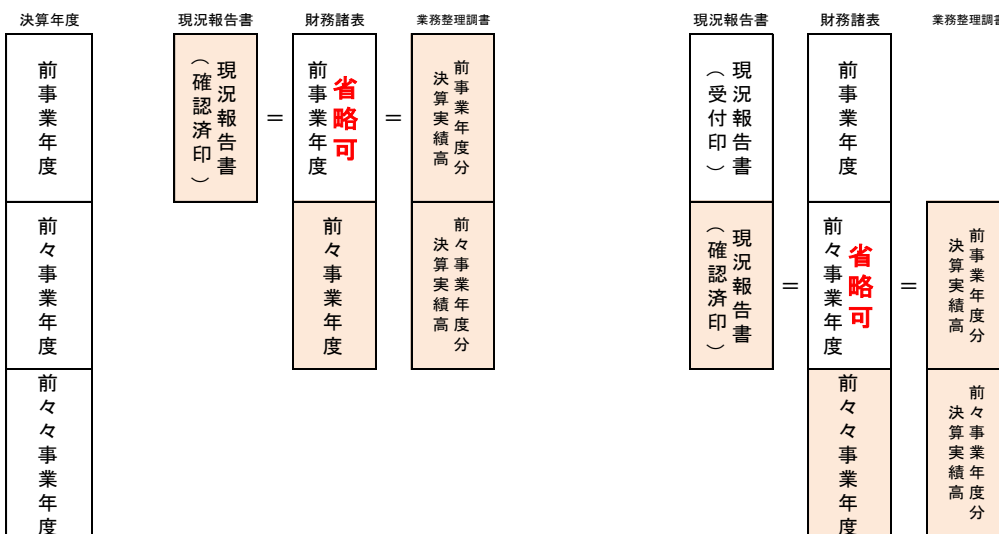 決算年度
前事業年度
前々事業年度
前々々事業年度
現況報告書
現況報告書
（確認済印）
＝
財務諸表
省略可
前事業年度
前々事業年度
＝
業務整理調書
前事業年度分
決算実績高
前々事業年度分
決算実績高
現況報告書
現況報告書
（受付印）
現況報告書
（確認済印）
＝
財務諸表
前事業年度
省略可
前々事業年度
前々々事業年度
＝
業務整理調書
前事業年度分
決算実績高
前々事業年度分
決算実績高